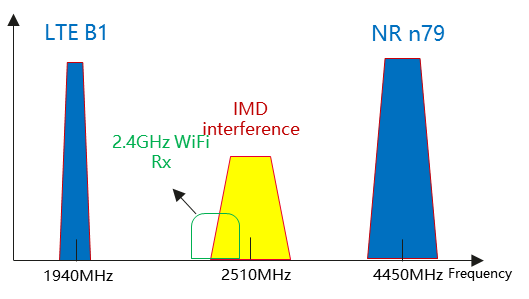 LTE B1
NR n79
IMD
interference
2.4GHz WiFi
Rx
1940MHz
2510MHz
4450MHz
Frequency